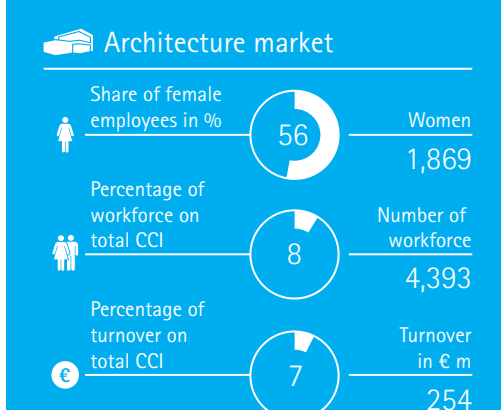 Architecture market
Share of female
employees in %
56
Women
1,869
Percentage of
workforce on
total CCI
8
Number of
workforce
4,393
Percentage of
turnover on
total CCI
€
7
Turnover
in € m
254